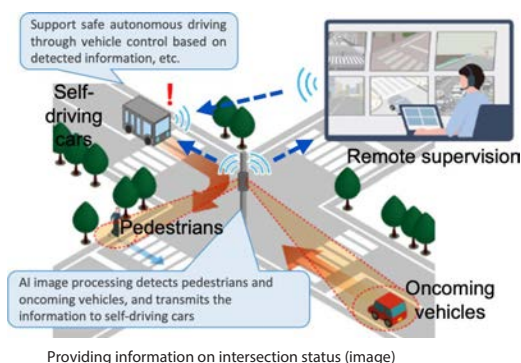 Support safe autonomous driving
through vehicle control based on
detected information, etc.
Self-
driving
cars
!
Remote supervision
Pedestrians
AI image processing detects pedestrians and
oncoming vehicles, and transmits the
information to self-driving cars
Oncoming
vehicles
Providing information on intersection status (image)